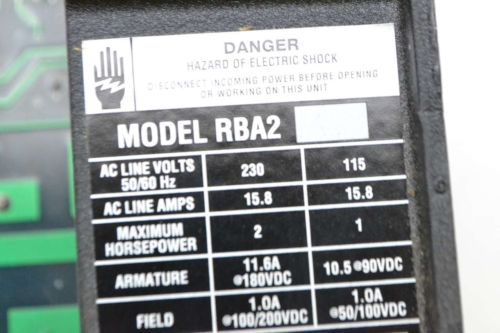 DANGER
HAZARD OF ELECTRIC SHOCK
DISCONNECT INCOMING POWER BEFORE OPENING
OR WORKING ON THIS UNIT
MODEL RBA2
AC LINE VOLTS 50/60 Hz 230 115
AC LINE AMPS 15.8 15.8
MAXIMUM HORSEPOWER 2 1
ARMATURE 11.6A @180VDC 10.5 @90VDC
FIELD 1.0A @100/200VDC 1.0A @50/100VDC